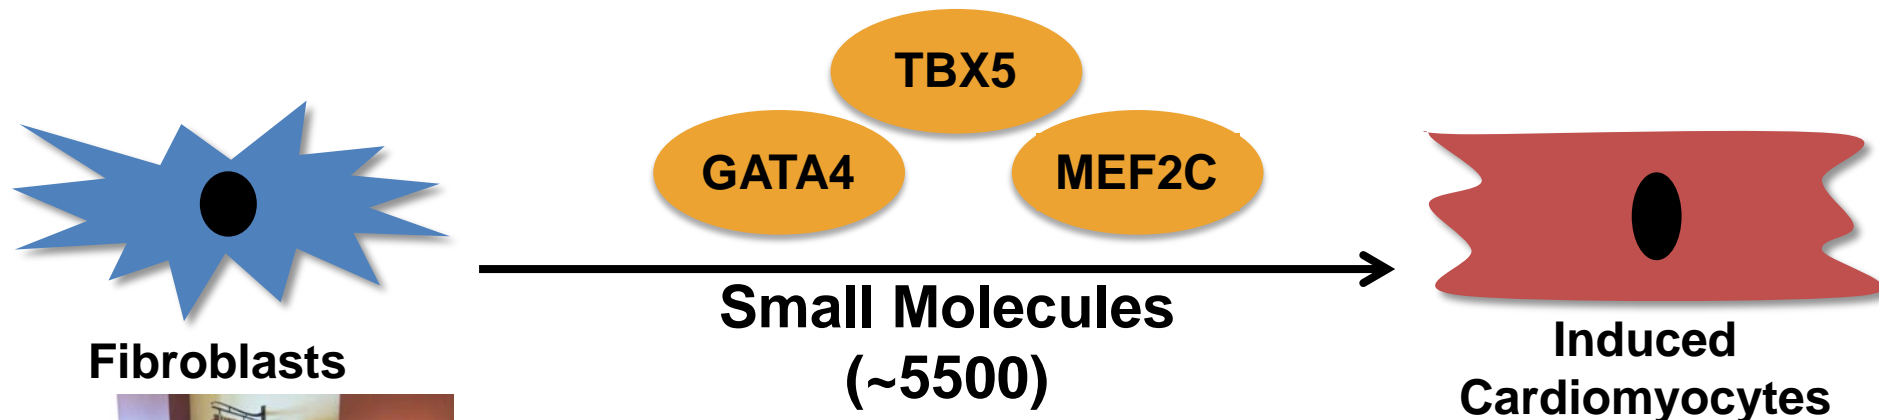 TBX5
GATA4
MEF2C
Small Molecules
(~5500)
Fibroblasts
Induced
Cardiomyocytes